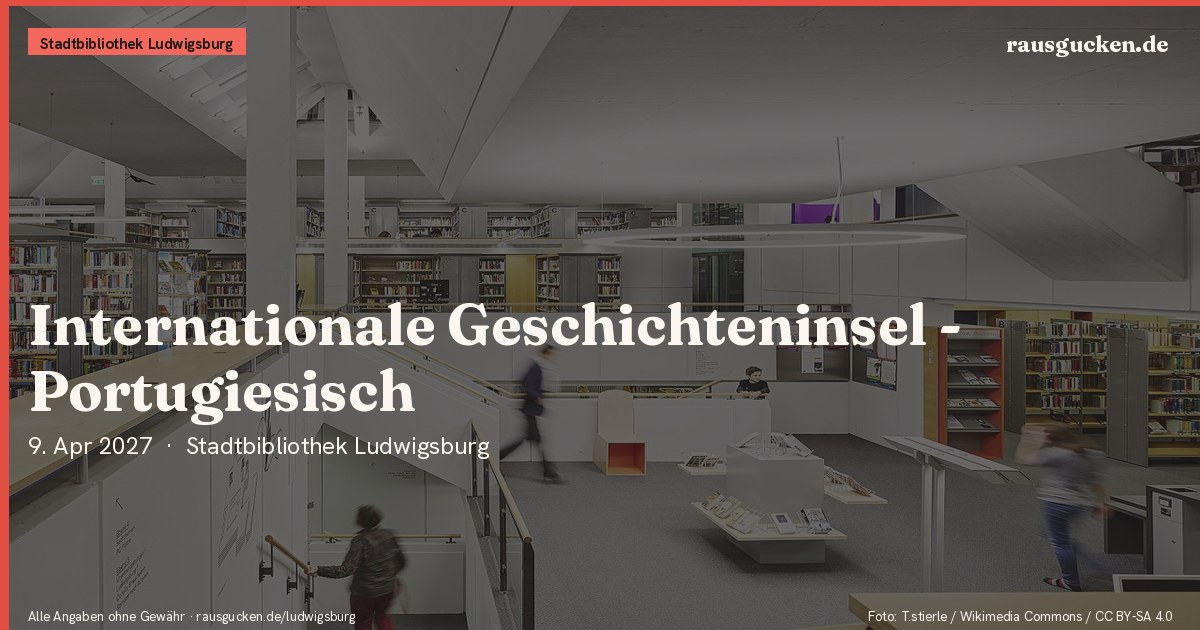 Stadtbibliothek Ludwigsburg
rausgucken.de
Internationale Geschichteninsel -
Portugiesisch
9. Apr 2027 · Stadtbibliothek Ludwigsburg
Alle Angaben ohne Gewähr · rausgucken.de/ludwigsburg
Foto: T.stierle / Wikimedia Commons / CC BY-SA 4.0